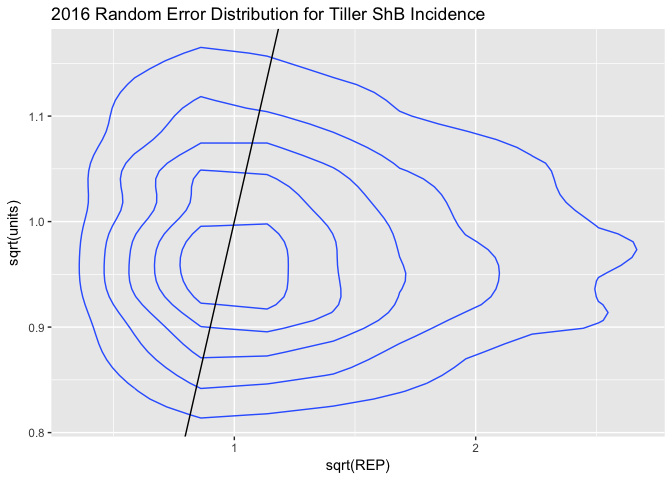 2016 Random Error Distribution for Tiller ShB Incidence
sqrt(units)
1.1
1.0
0.9
0.8
1 2
sqrt(REP)